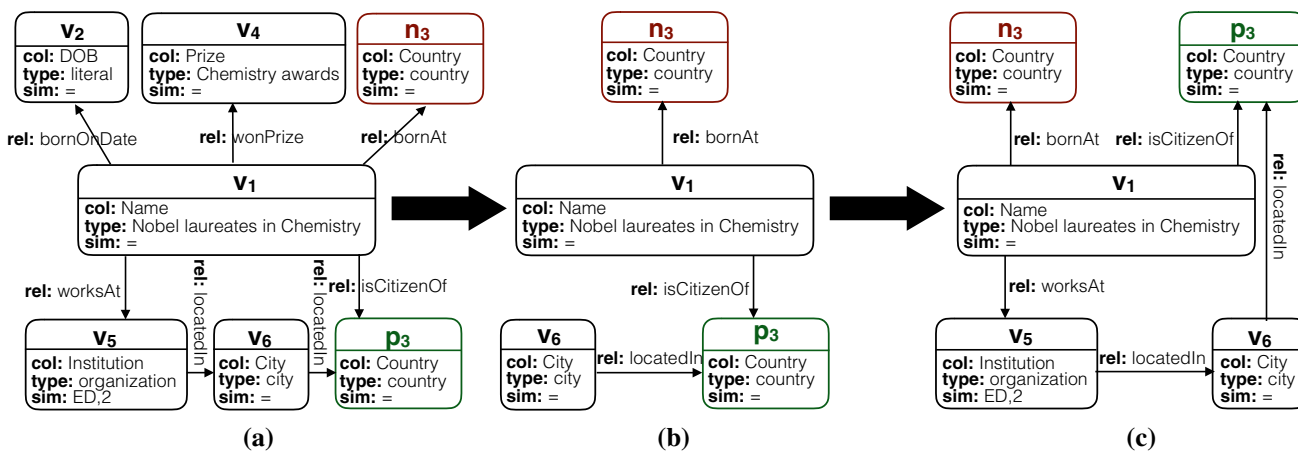 v2
col: DOB
type: literal
sim: =
v4
col: Prize
type: Chemistry awards
sim: =
n3
col: Country
type: country
sim: =
rel: bornOnDate
rel: wonPrize
rel: bornAt
v1
col: Name
type: Nobel laureates in Chemistry
sim: =
rel: worksAt
rel: locatedIn
rel: locatedIn
rel: isCitizenOf
v5
col: Institution
type: organization
sim: ED,2
v6
col: City
type: city
sim: =
p3
col: Country
type: country
sim: =
(a)
n3
col: Country
type: country
sim: =
rel: bornAt
v1
col: Name
type: Nobel laureates in Chemistry
sim: =
rel: isCitizenOf
v6
col: City
type: city
sim: =
rel: locatedIn
p3
col: Country
type: country
sim: =
(b)
n3
col: Country
type: country
sim: =
p3
col: Country
type: country
sim: =
rel: bornAt
rel: isCitizenOf
rel: locatedIn
v1
col: Name
type: Nobel laureates in Chemistry
sim: =
rel: worksAt
v5
col: Institution
type: organization
sim: ED,2
rel: locatedIn
v6
col: City
type: city
sim: =
(c)